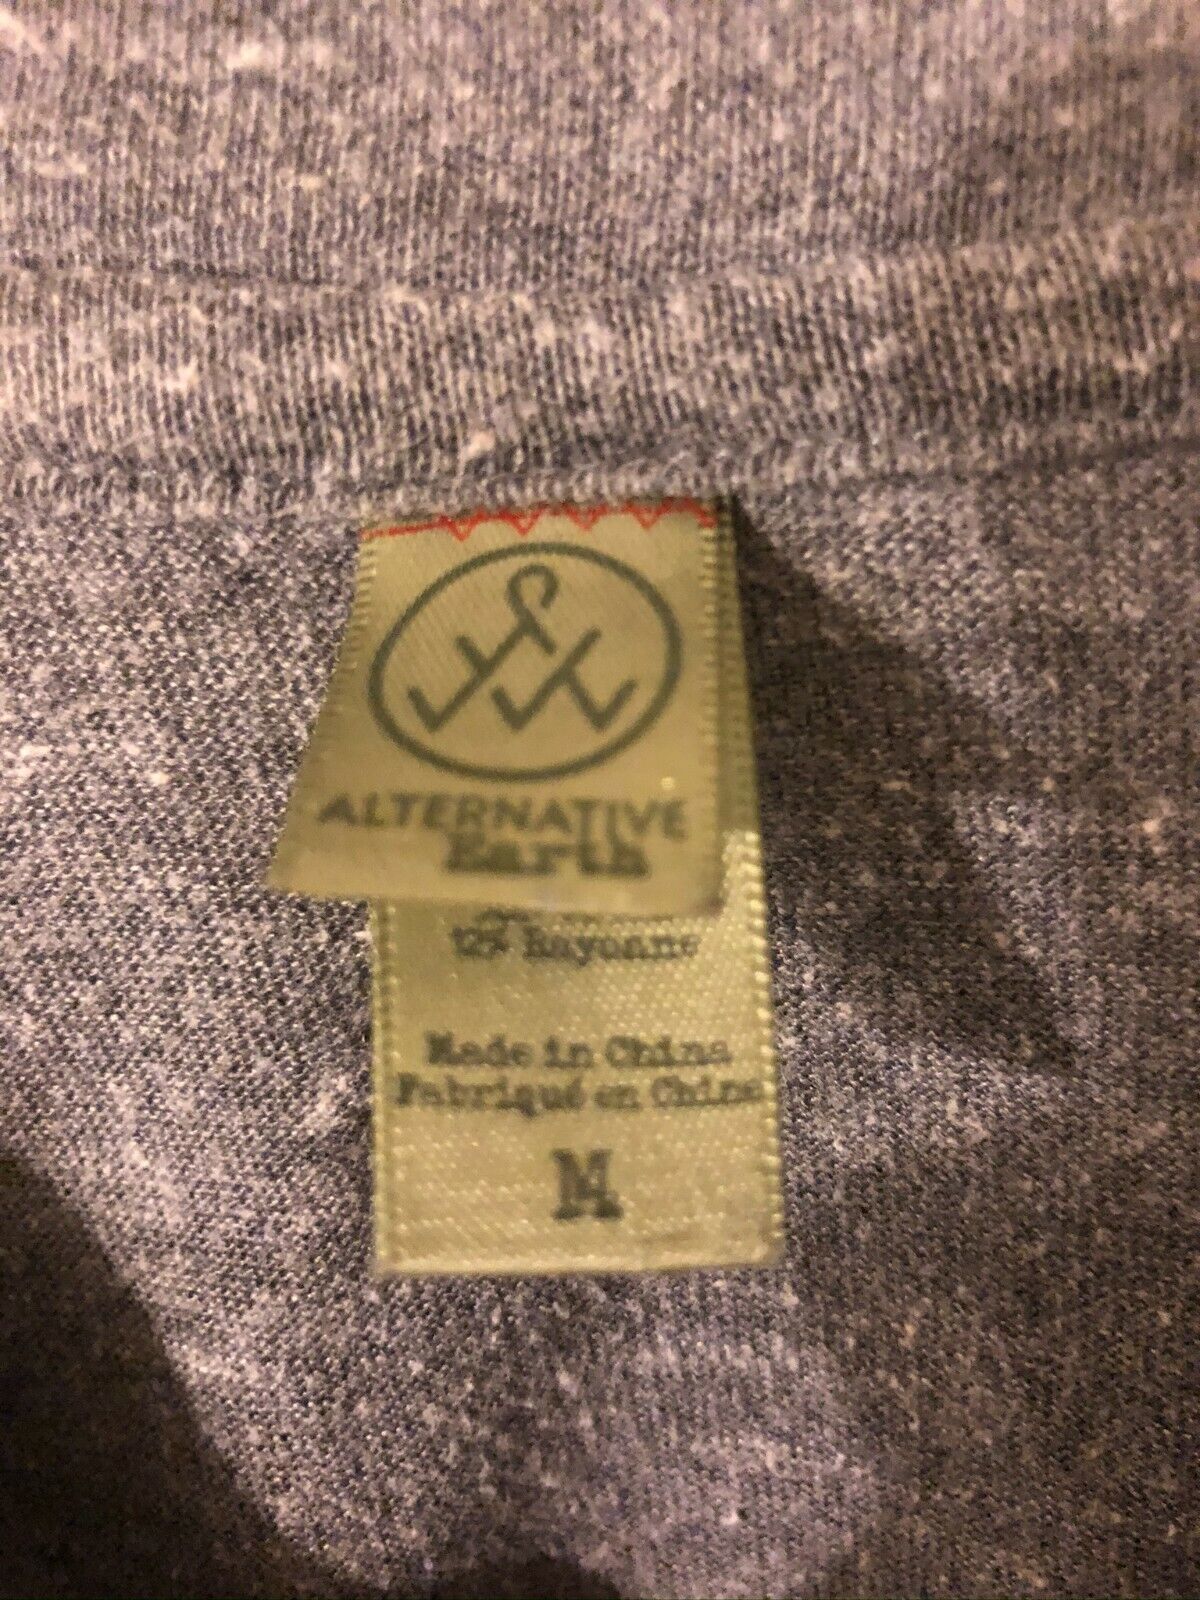 ALTERNATIVE
Earth
12% Rayonne
Made in China
Fabriqué en Chine
M